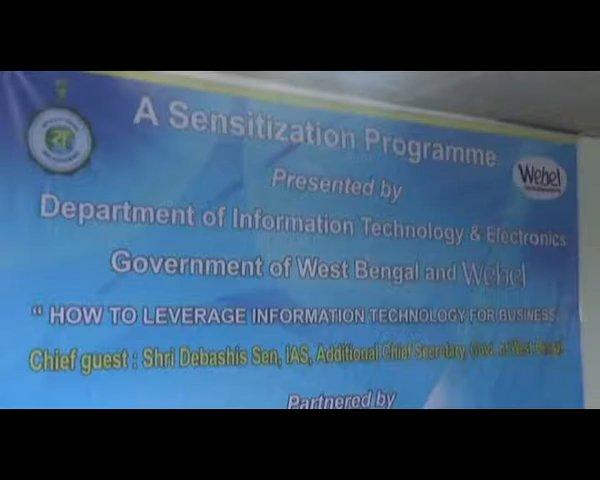 A Sensitization Programme
Presented by
Webel
Department of Information Technology & Electronics
Government of West Bengal and Webel
“ HOW TO LEVERAGE INFORMATION TECHNOLOGY FOR BUSINESS
Chief guest : Shri Debashis Sen, IAS, Additional Chief Secretary, Govt. of West Bengal
Partnered by